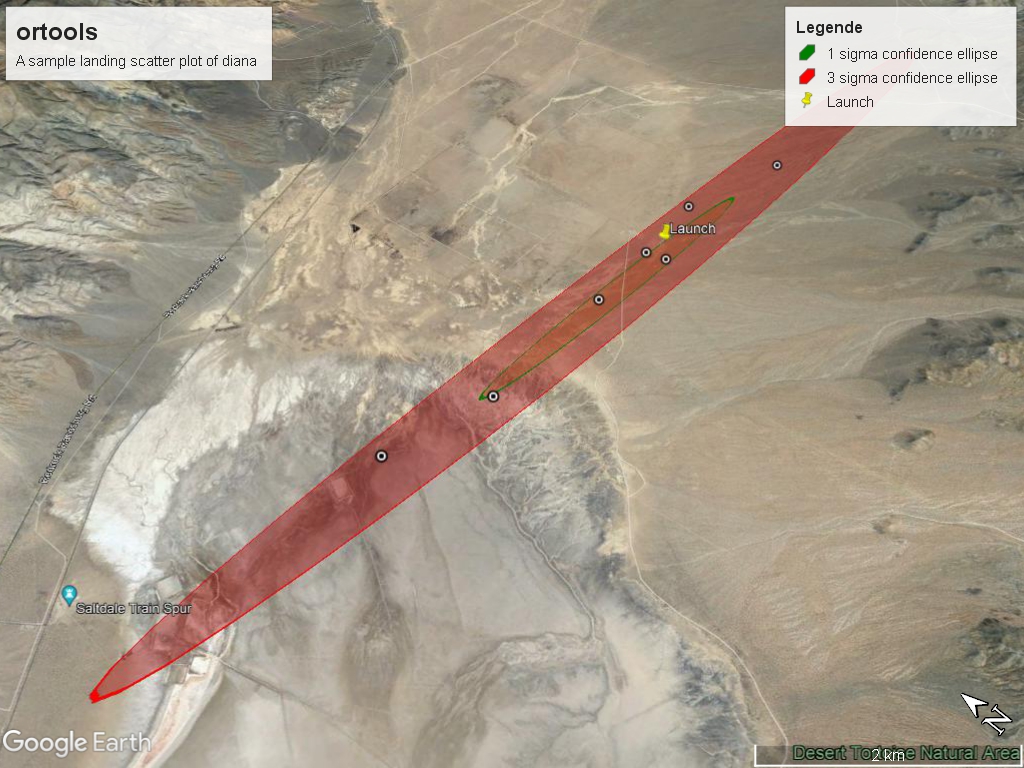 ortools
A sample landing scatter plot of diana
Legende
1 sigma confidence ellipse
3 sigma confidence ellipse
Launch
Launch
Saltdale Train Spur
N
Google Earth
Desert Tortoise Natural Area
2 km